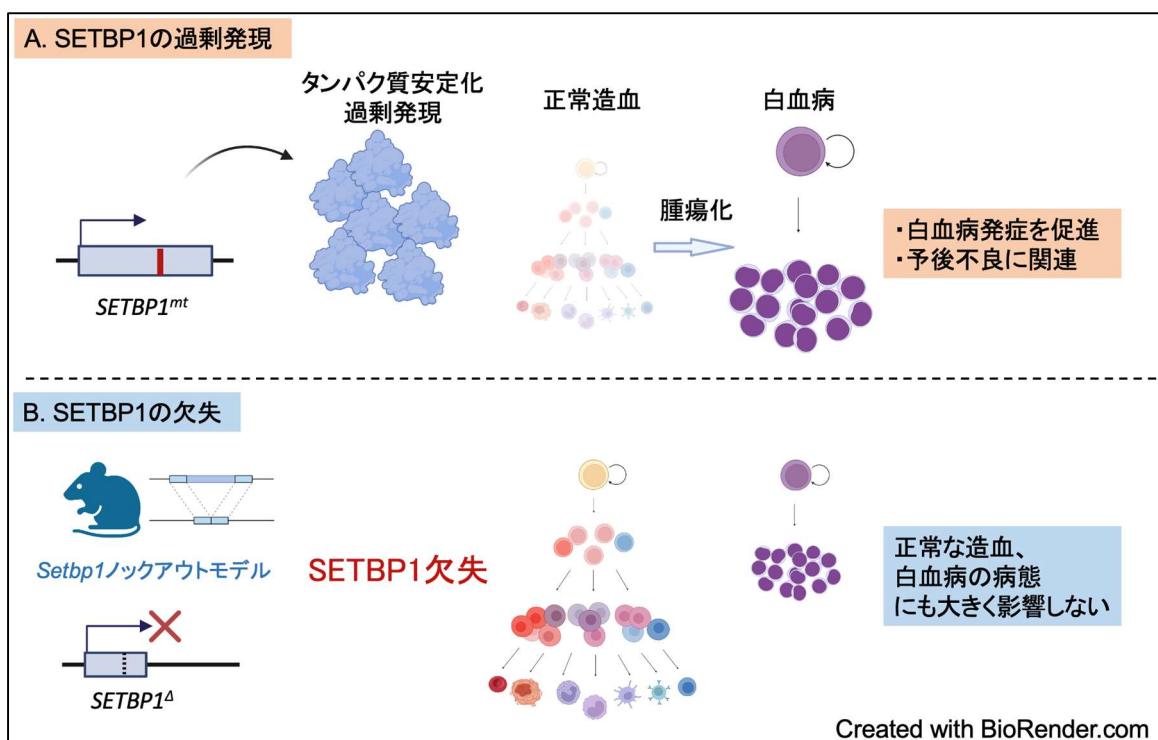 A. SETBP1の過剰発現
タンパク質安定化
過剰発現
正常造血
白血病
腫瘍化
SETBP1mt
・白血病発症を促進
・予後不良に関連
B. SETBP1の欠失
Setbp1ノックアウトモデル
SETBP1欠失
SETBP1Δ
正常な造血、
白血病の病態
にも大きく影響しない
Created with BioRender.com